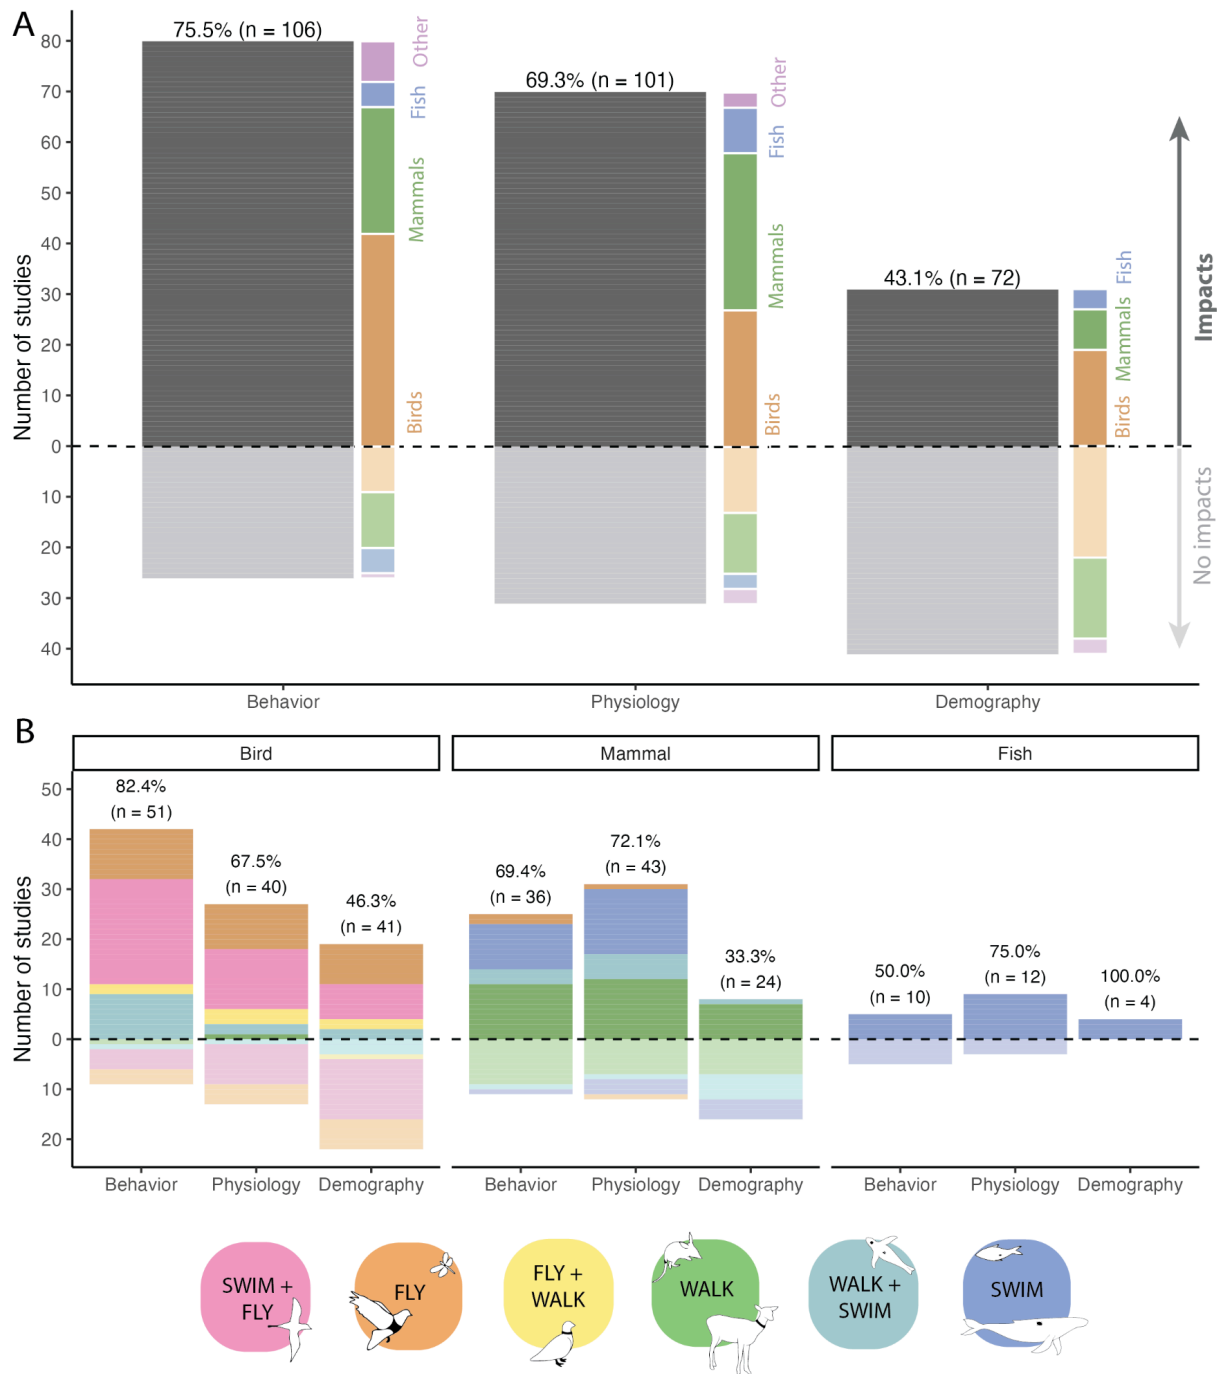 A
75.5% (n = 106)
69.3% (n = 101)
43.1% (n = 72)
Other
Fish
Mammals
Birds
Other
Fish
Mammals
Birds
Fish
Mammals
Birds
Impacts
No impacts
Number of studies
80
70
60
50
40
30
20
10
0
10
20
30
40
Behavior
Physiology
Demography
B
Bird
Mammal
Fish
Number of studies
50
40
30
20
10
0
10
20
82.4%
(n = 51)
67.5%
(n = 40)
46.3%
(n = 41)
69.4%
(n = 36)
72.1%
(n = 43)
33.3%
(n = 24)
50.0%
(n = 10)
75.0%
(n = 12)
100.0%
(n = 4)
Behavior
Physiology
Demography
Behavior
Physiology
Demography
Behavior
Physiology
Demography
SWIM +
FLY
FLY
FLY +
WALK
WALK
WALK +
SWIM
SWIM